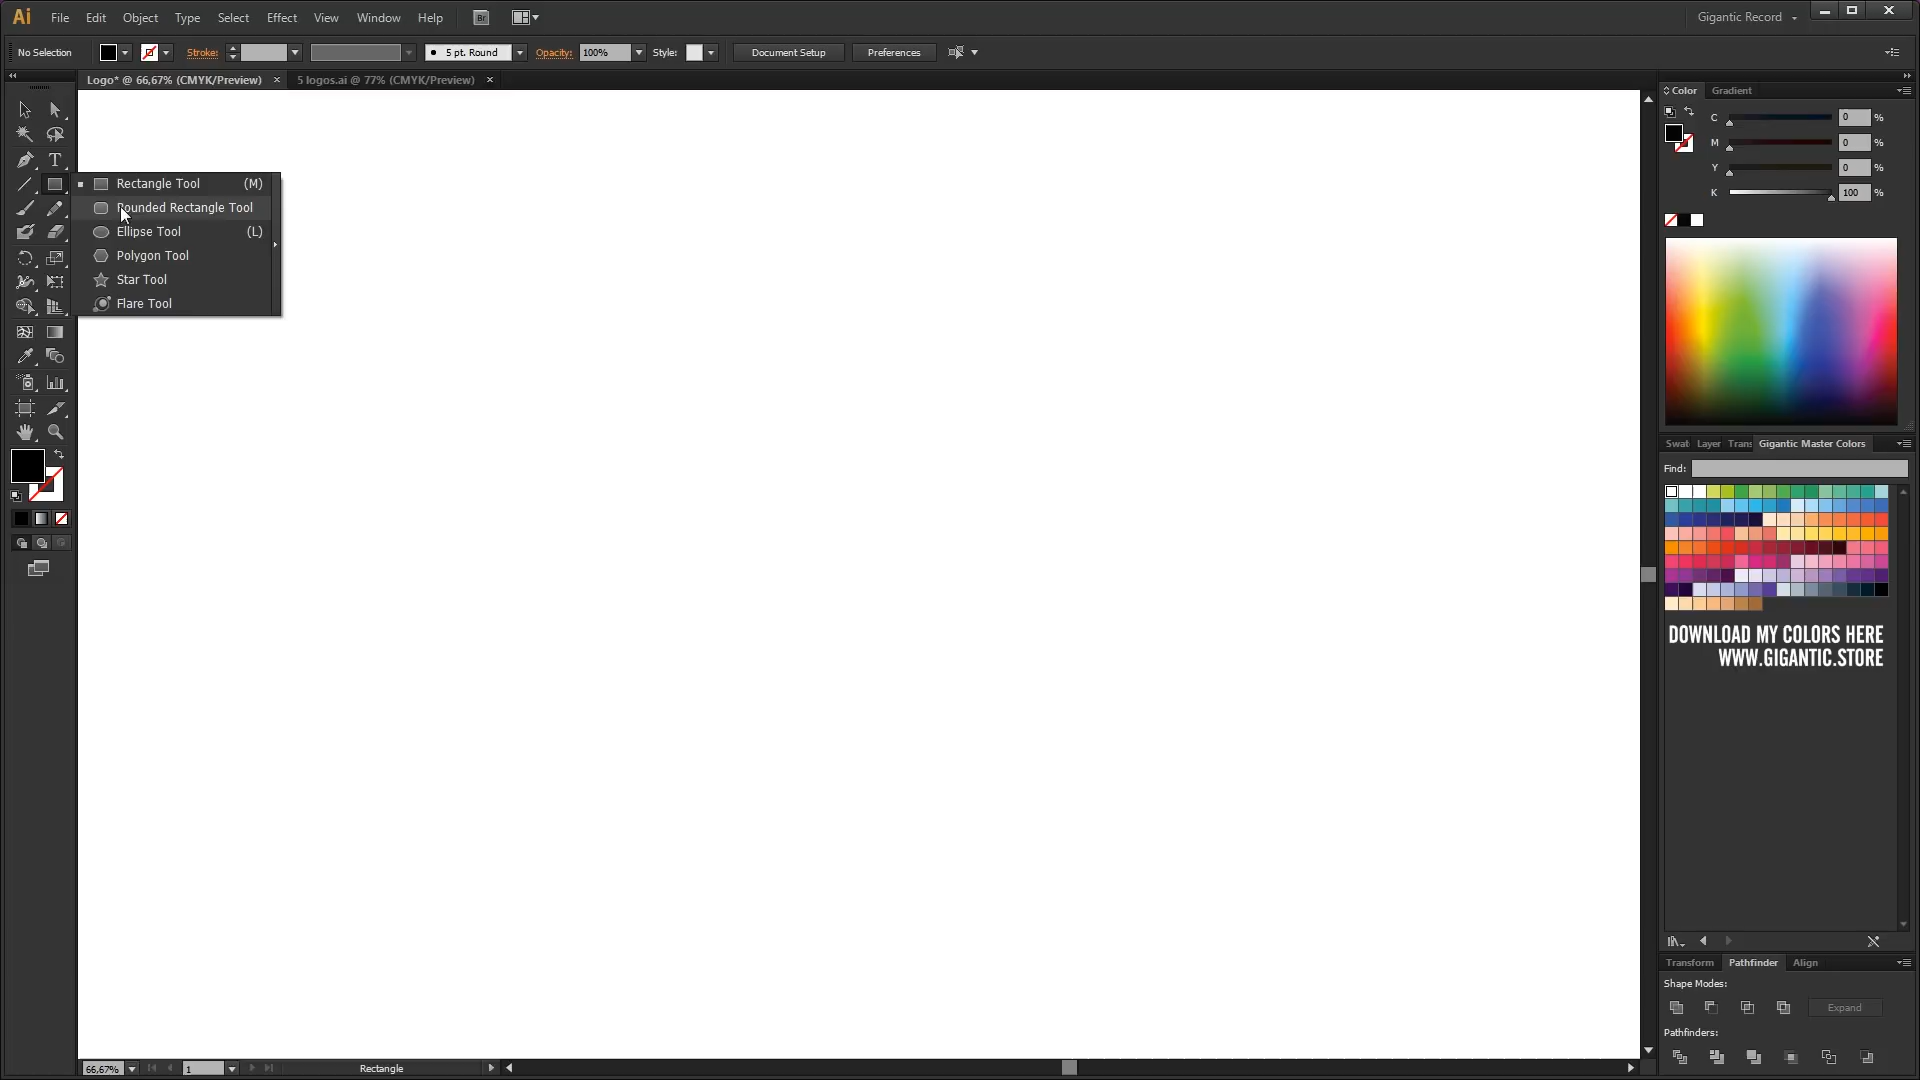 Ai File Edit Object Type Select Effect View Window Help Br Gigantic Record
No Selection Stroke: 5 pt. Round Opacity: 100% Style: Document Setup Preferences
Logo* @ 66,67% (CMYK/Preview) × 5 logos.ai @ 77% (CMYK/Preview) ×
Color Gradient
C 0 %
M 0 %
Y 0 %
K 100 %
T
Rectangle Tool (M)
Rounded Rectangle Tool
Ellipse Tool (L)
Polygon Tool
Star Tool
Flare Tool
Swat Layer Trans Gigantic Master Colors
Find:
DOWNLOAD MY COLORS HERE
WWW.GIGANTIC.STORE
Transform Pathfinder Align
Shape Modes:
Expand
Pathfinders:
66,67% 1 Rectangle